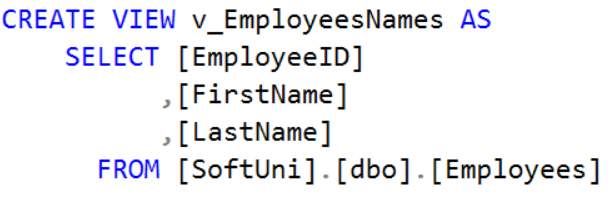 CREATE VIEW v_EmployeesNames AS
SELECT [EmployeeID]
,[FirstName]
,[LastName]
FROM [SoftUni].[dbo].[Employees]